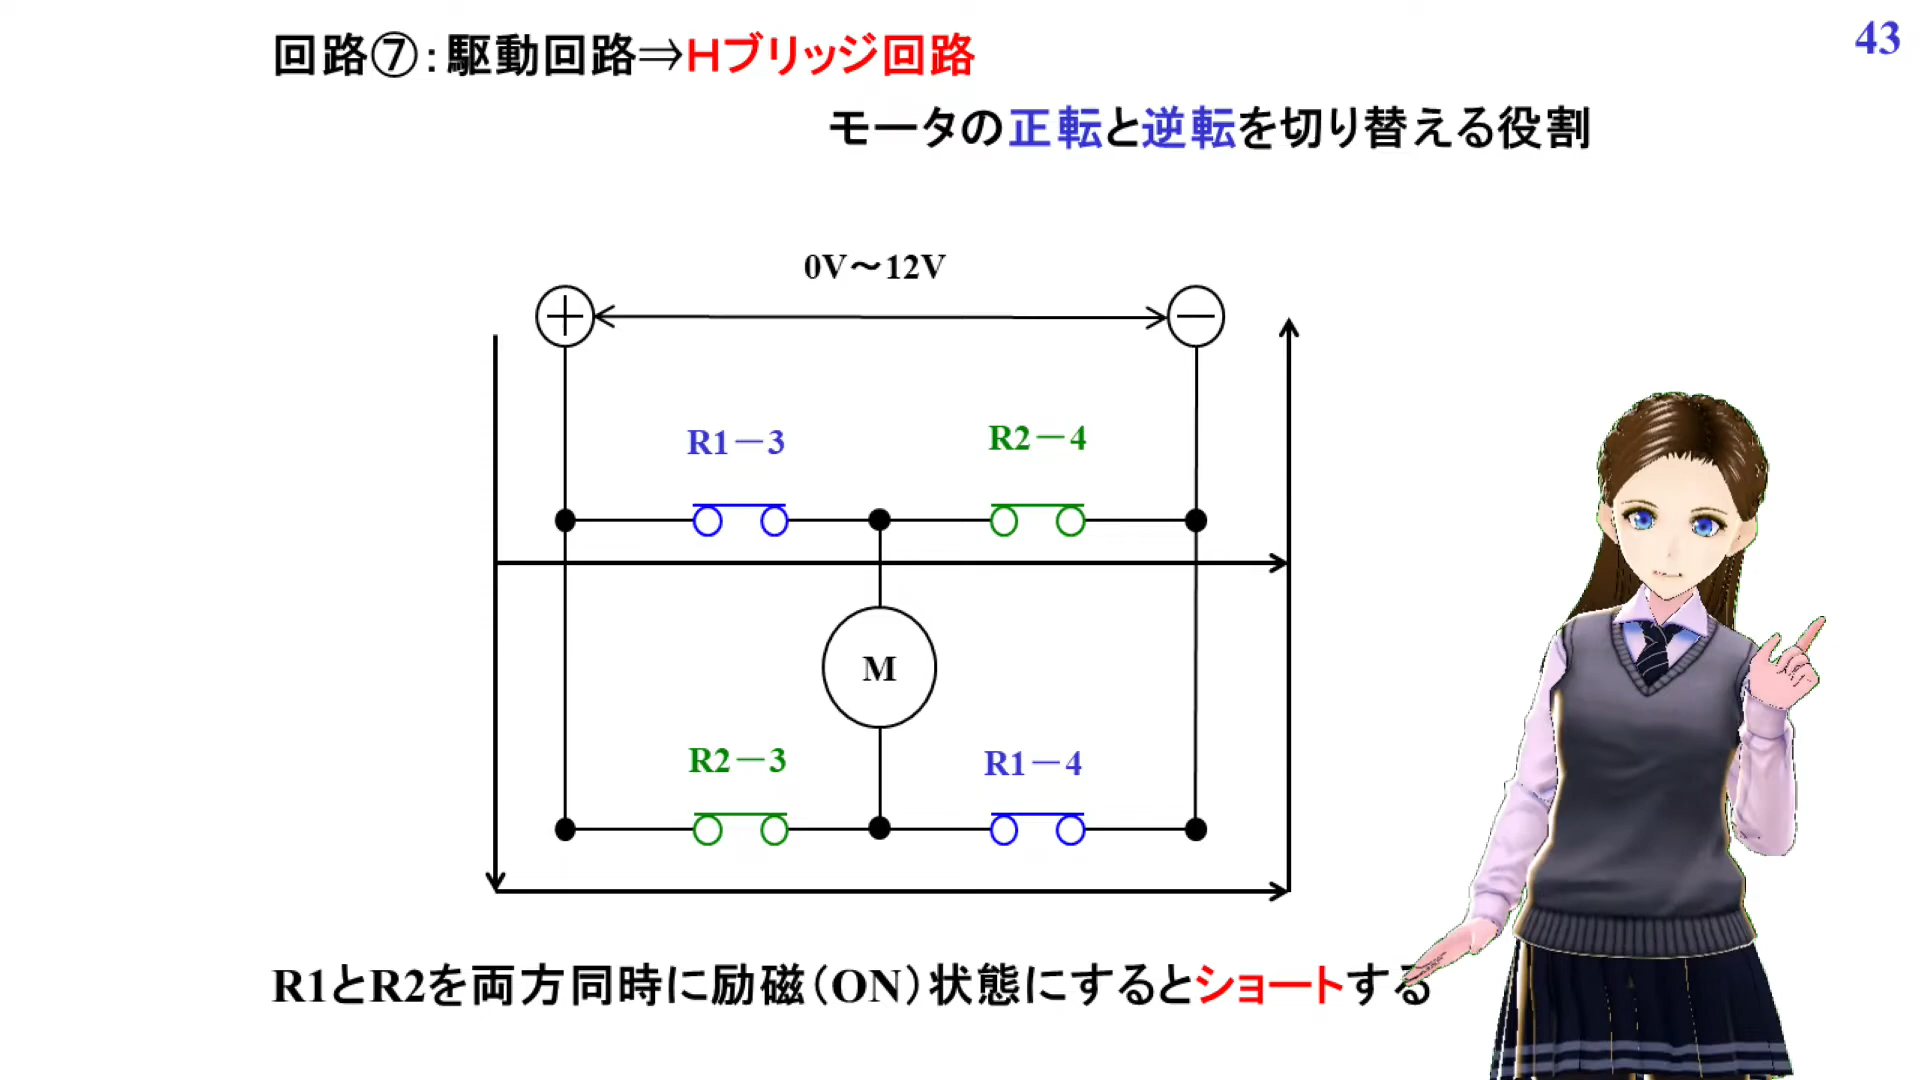 43
回路⑦：駆動回路⇒Hブリッジ回路
モータの正転と逆転を切り替える役割
0V～12V
R1－3
R2－4
M
R2－3
R1－4
R1とR2を両方同時に励磁（ON）状態にするとショートする